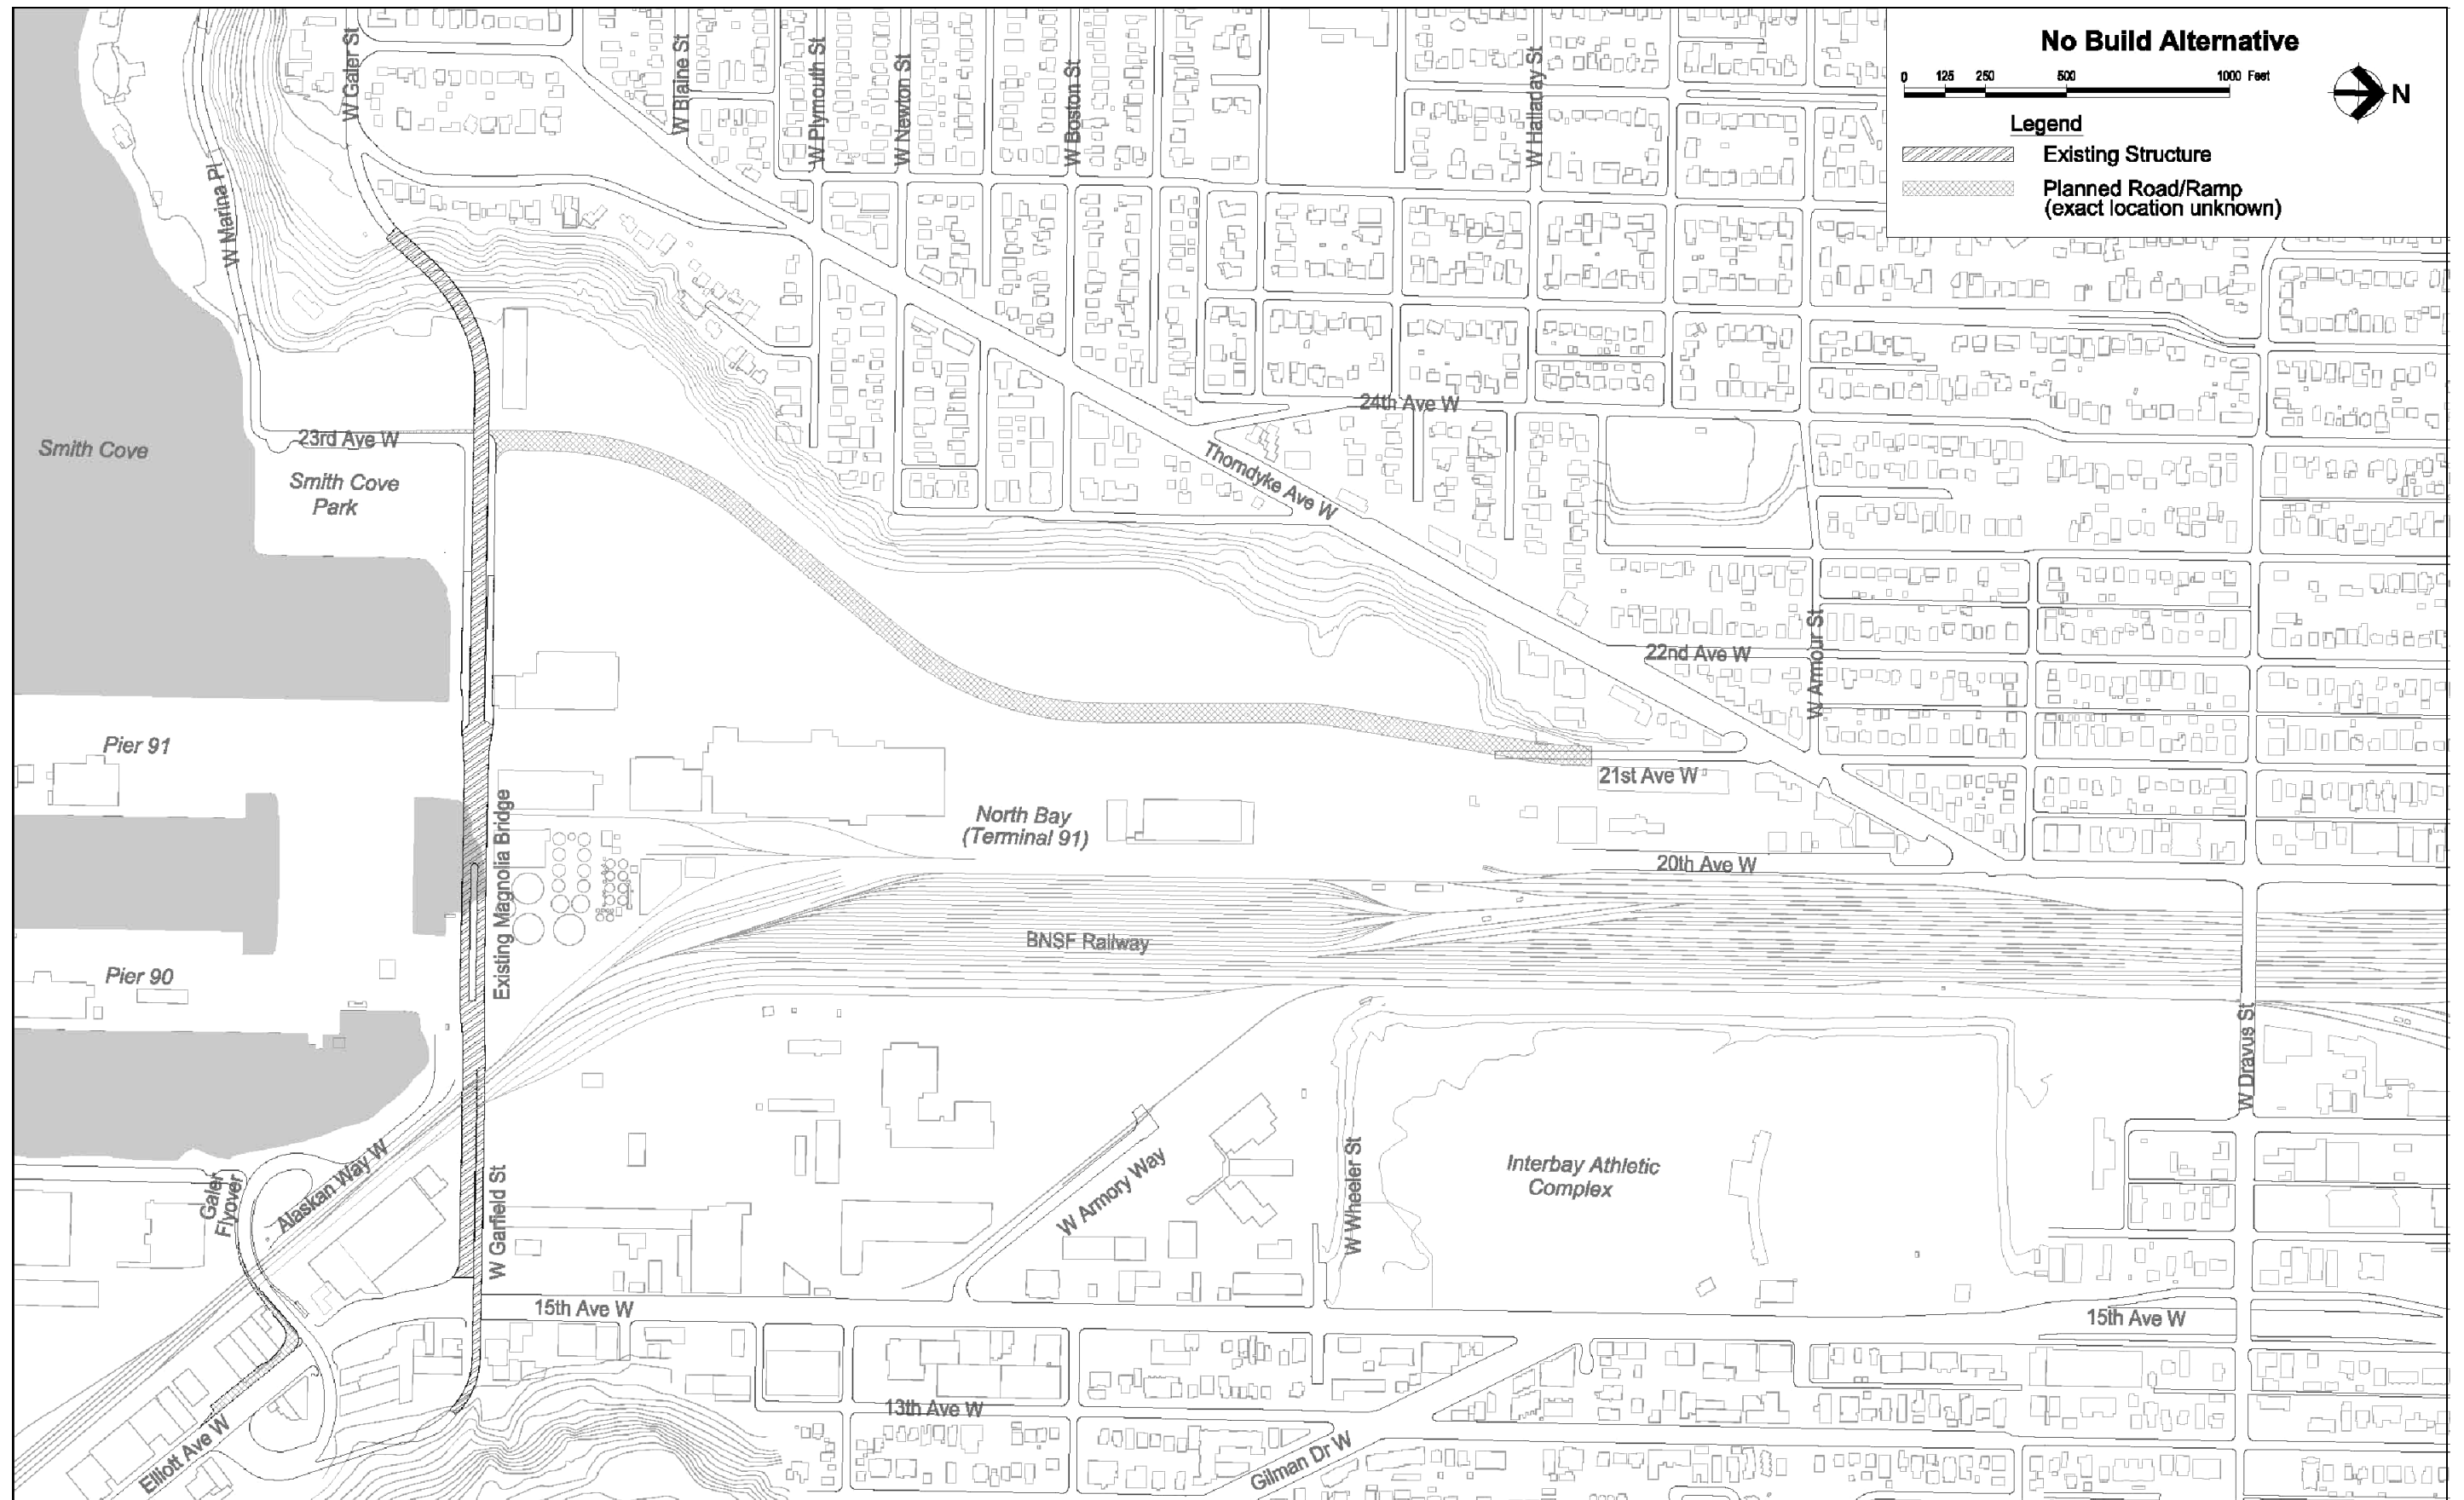 No Build Alternative
0 125 250 500 1000 Feet
N
Legend
Existing Structure
Planned Road/Ramp
(exact location unknown)
W Galer St
W Blaine St
W Plymouth St
W Newton St
W Boston St
W Halladay St
W Marina Pl
24th Ave W
23rd Ave W
Smith Cove
Smith Cove
Park
Thorndyke Ave W
22nd Ave W
W Armour St
Pier 91
21st Ave W
North Bay
(Terminal 91)
Existing Magnolia Bridge
20th Ave W
BNSF Railway
Pier 90
W Dravus St
Galer
Flyover
Alaskan Way W
W Garfield St
W Armory Way
W Wheeler St
Interbay Athletic
Complex
15th Ave W
15th Ave W
13th Ave W
Elliott Ave W
Gilman Dr W